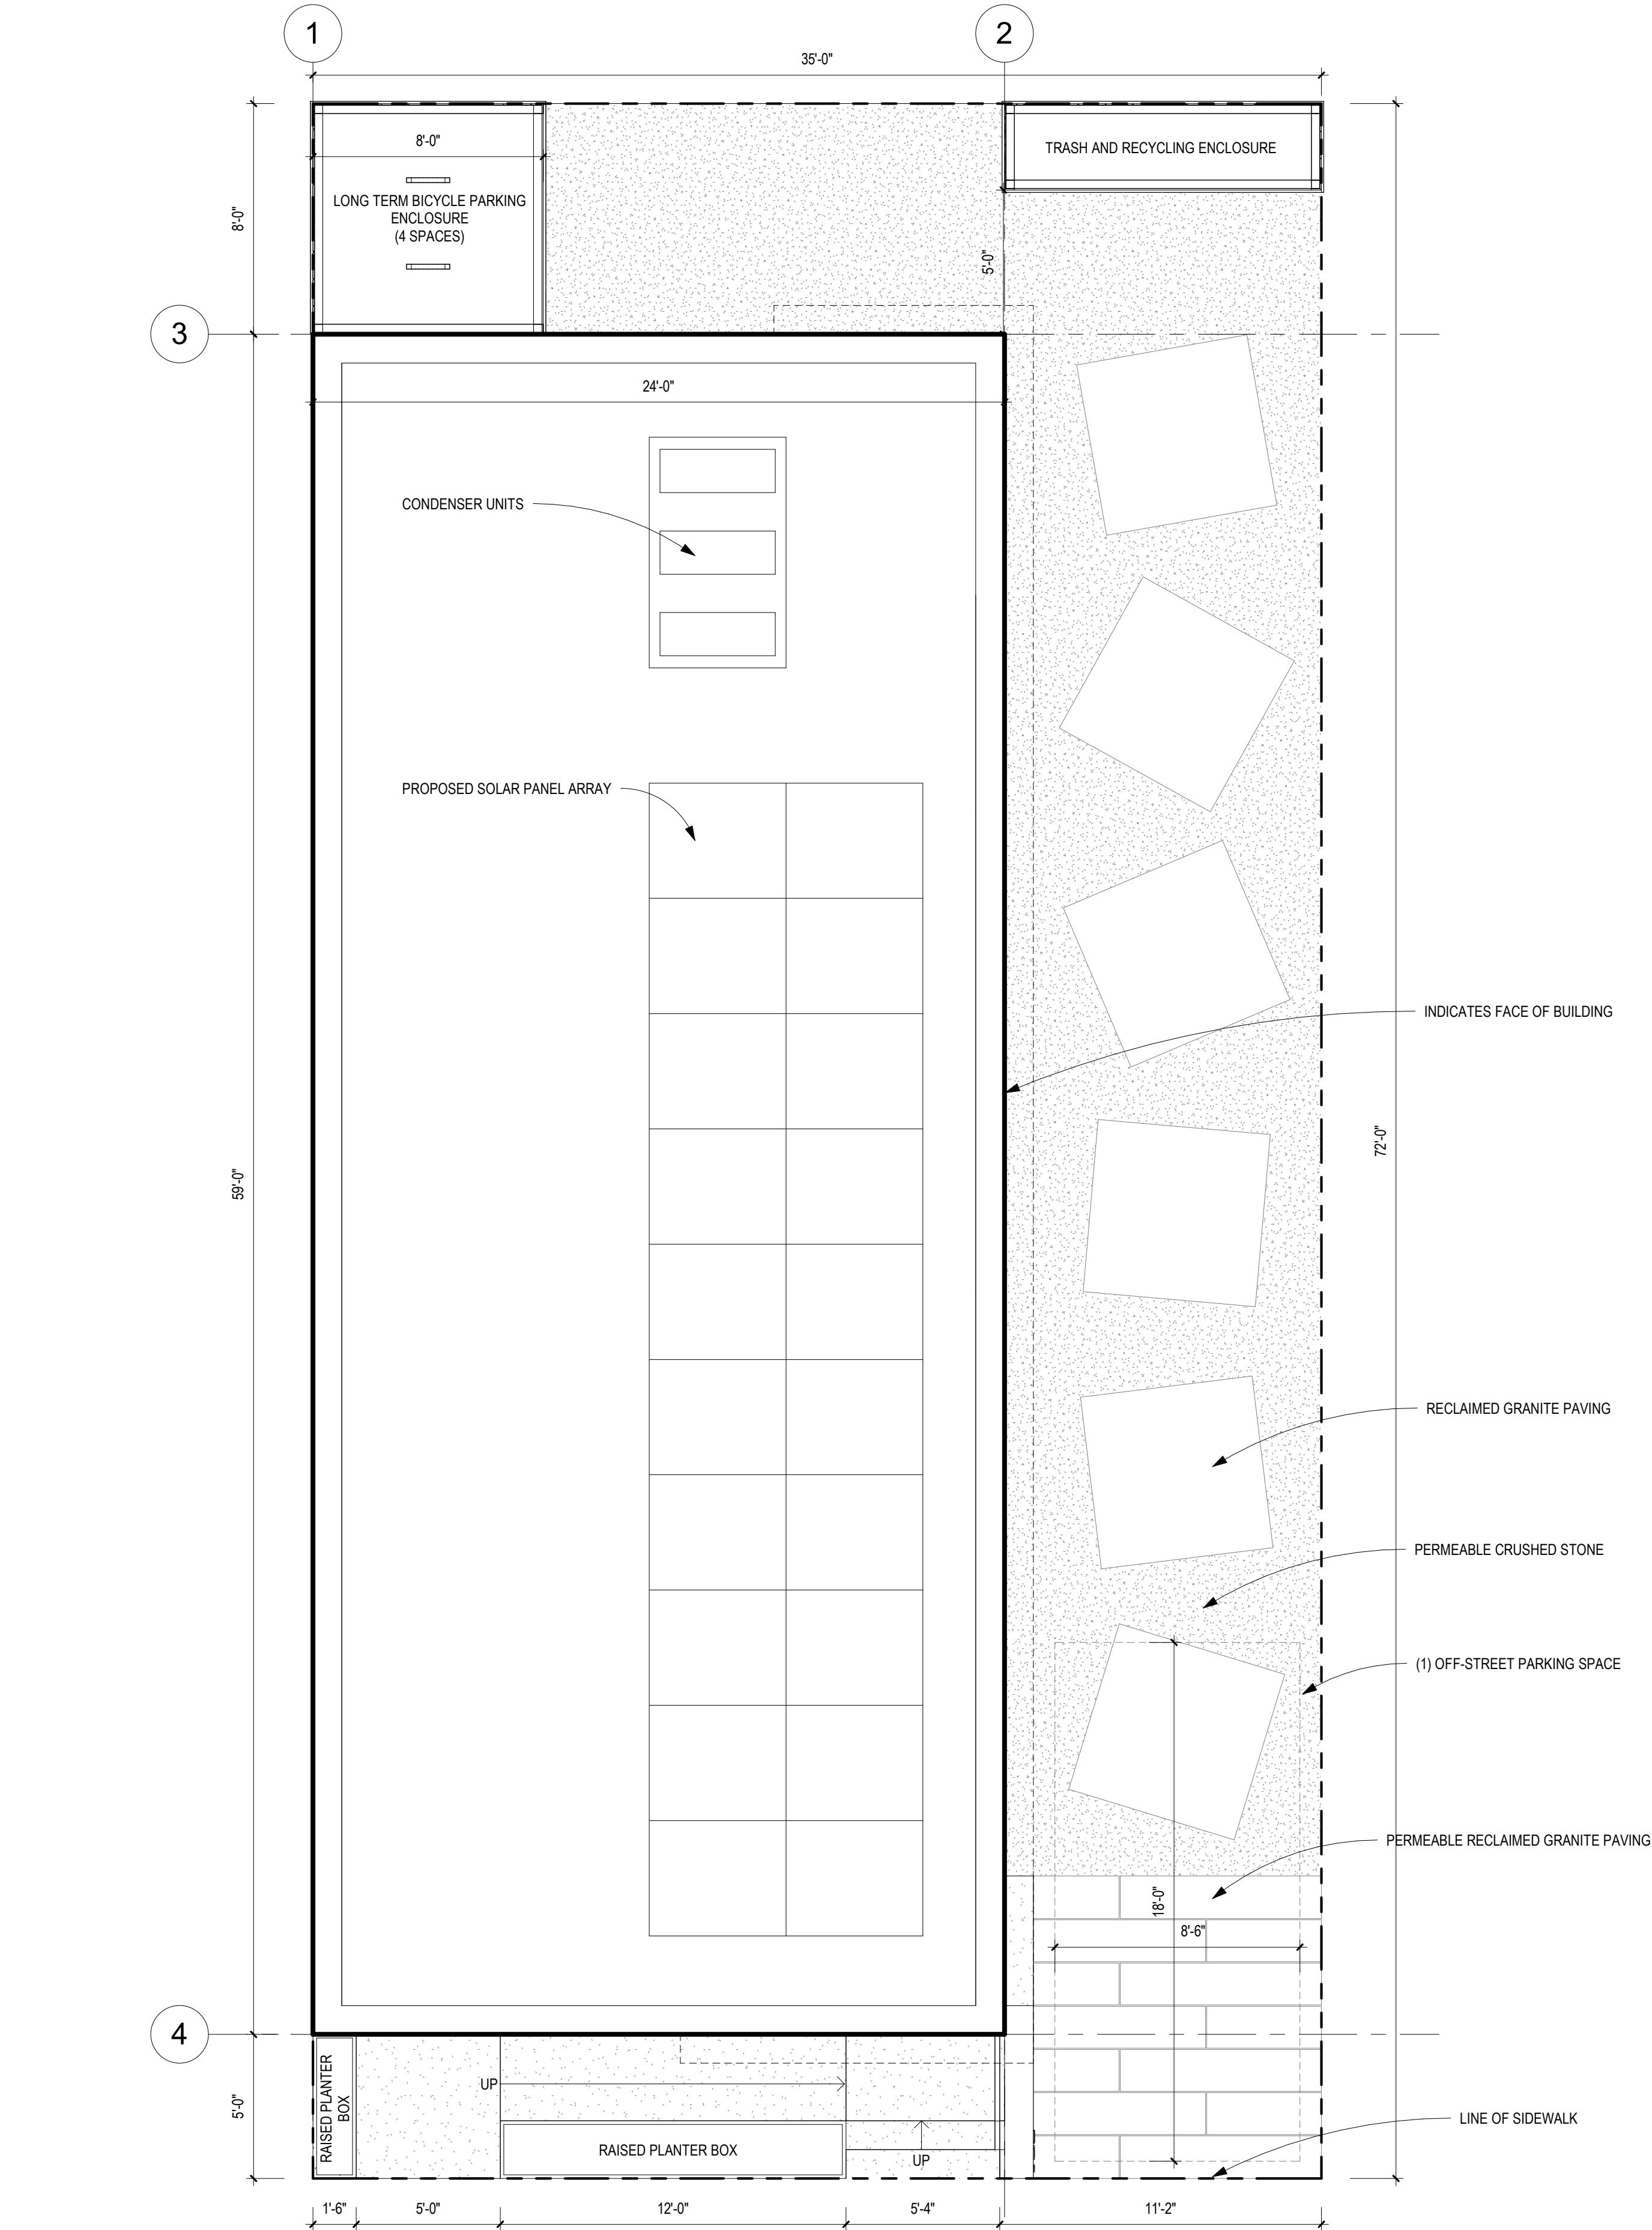 1
2
35'-0"
8'-0"
TRASH AND RECYCLING ENCLOSURE
LONG TERM BICYCLE PARKING
ENCLOSURE
(4 SPACES)
8'-0"
5'-0"
3
24'-0"
CONDENSER UNITS
PROPOSED SOLAR PANEL ARRAY
INDICATES FACE OF BUILDING
72'-0"
59'-0"
RECLAIMED GRANITE PAVING
PERMEABLE CRUSHED STONE
(1) OFF-STREET PARKING SPACE
PERMEABLE RECLAIMED GRANITE PAVING
18'-0"
8'-6"
4
RAISED PLANTER
BOX
UP
5'-0"
LINE OF SIDEWALK
RAISED PLANTER BOX
UP
1'-6"
5'-0"
12'-0"
5'-4"
11'-2"